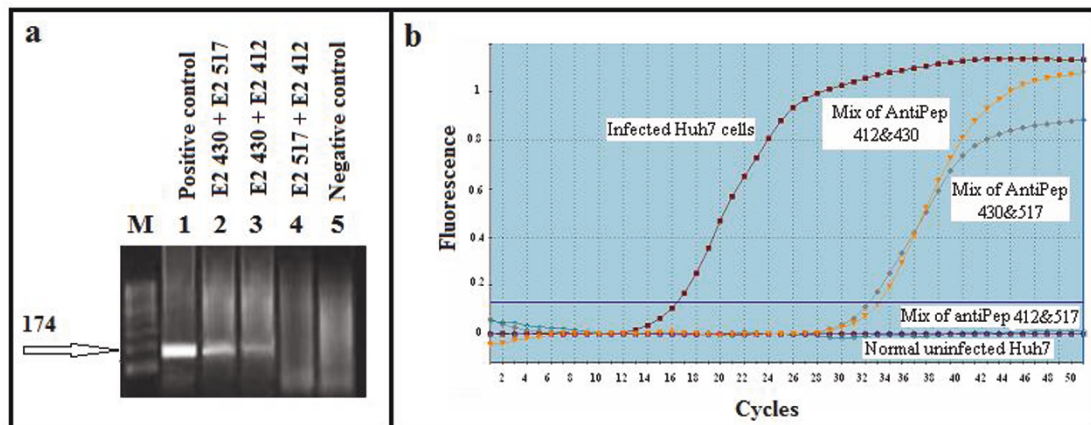 a
Positive control
E2 430 + E2 517
E2 430 + E2 412
E2 517 + E2 412
Negative control
M 1 2 3 4 5
174
b
Fluorescence
1
0.8
0.6
0.4
0.2
0
Infected Huh7 cells
Mix of AntiPep
412&430
Mix of AntiPep
430&517
Mix of antiPep 412&517
Normal uninfected Huh7
2 4 6 8 10 12 14 16 18 20 22 24 26 28 30 32 34 36 38 40 42 44 46 48 50
Cycles